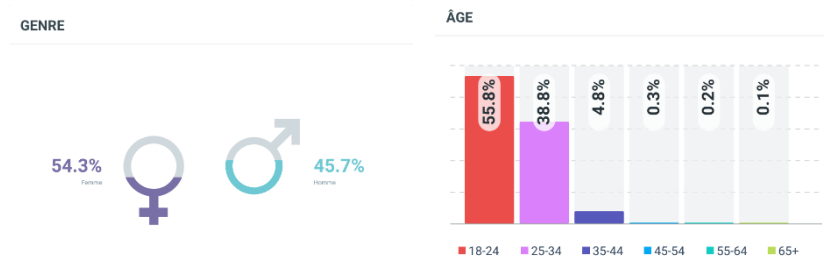 GENRE
54.3%
Femme
45.7%
Homme
ÂGE
55.8%
38.8%
4.8%
0.3%
0.2%
0.1%
18-24 25-34 35-44 45-54 55-64 65+